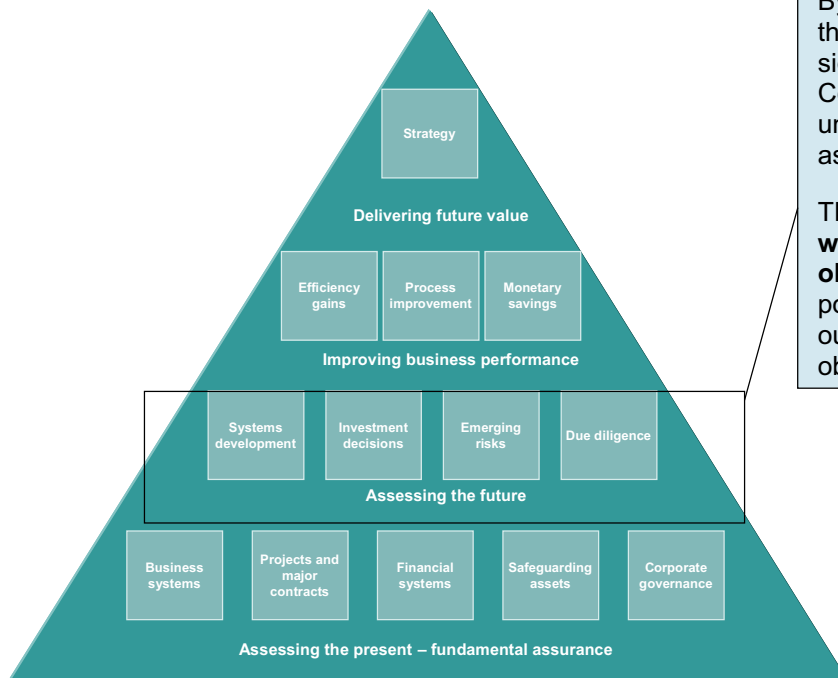 Strategy
Delivering future value
Efficiency
gains
Process
improvement
Monetary
savings
Improving business performance
Systems
development
Investment
decisions
Emerging
risks
Due diligence
Assessing the future
Business
systems
Projects and
major
contracts
Financial
systems
Safeguarding
assets
Corporate
governance
Assessing the present – fundamental assurance